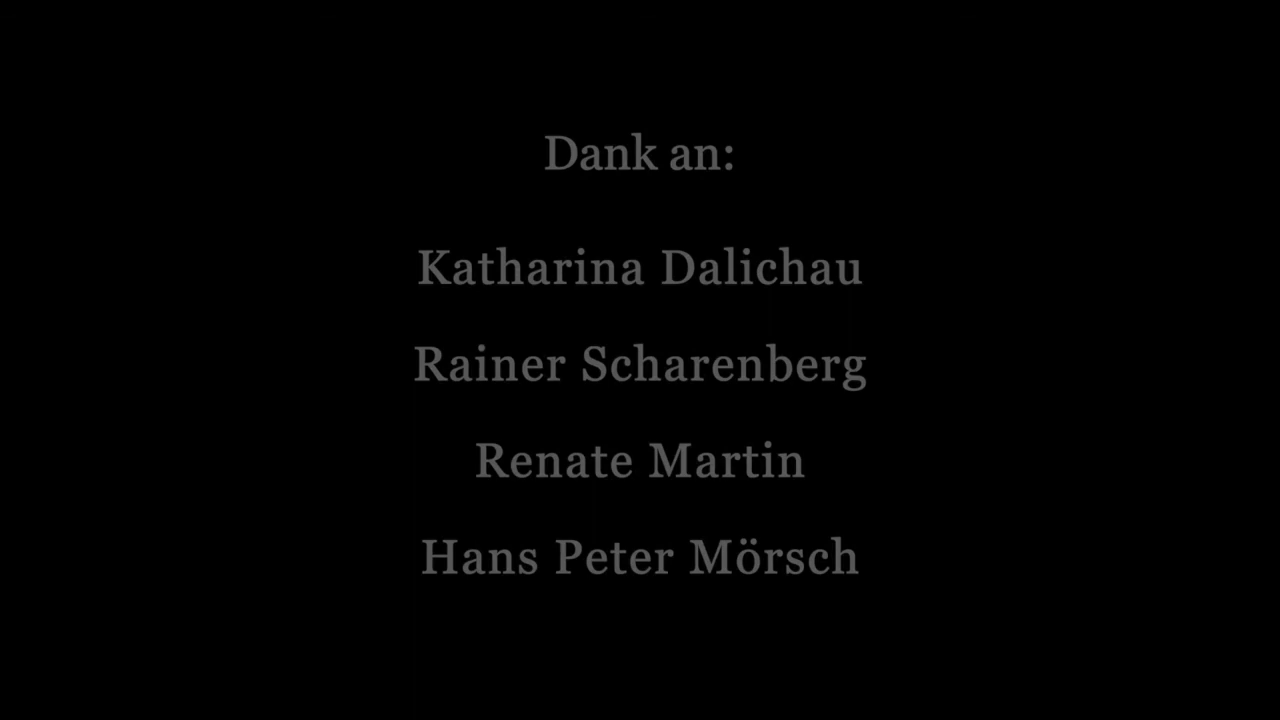 Dank an:
Katharina Dalichau
Rainer Scharenberg
Renate Martin
Hans Peter Mörsch